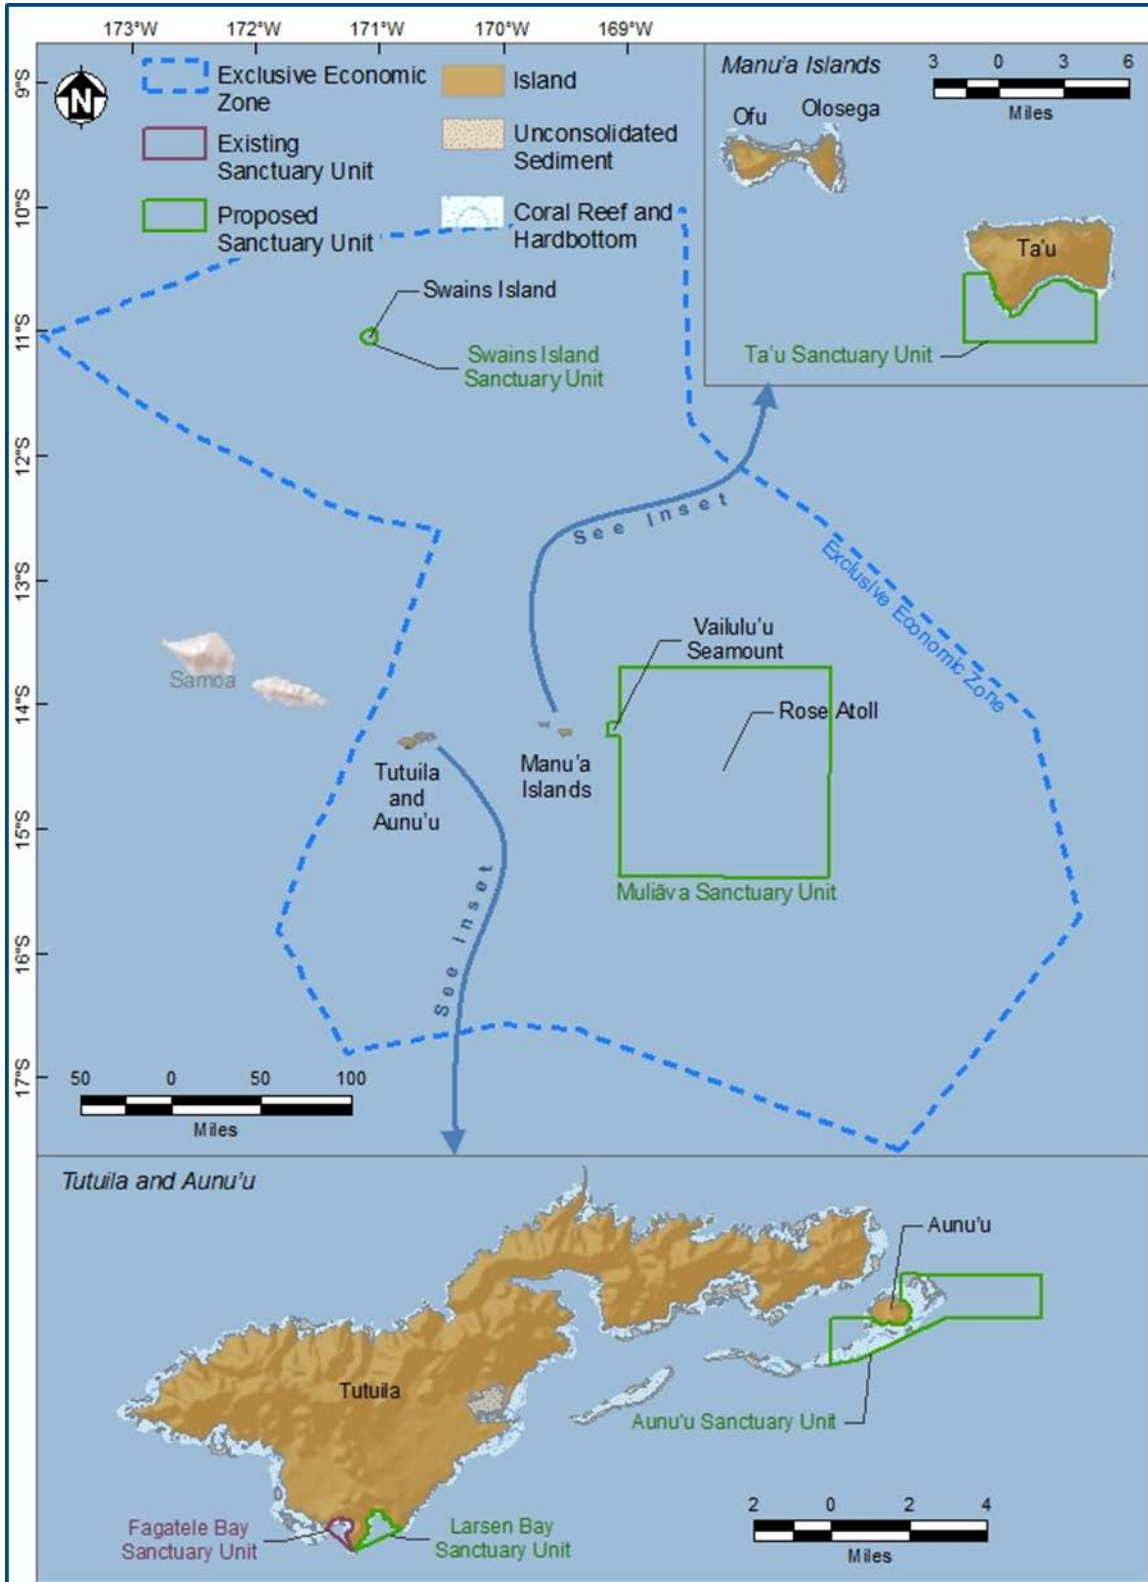 173°W 172°W 171°W 170°W 169°W
9°S
10°S
11°S
12°S
13°S
14°S
15°S
16°S
17°S
N
Exclusive Economic
Zone
Existing
Sanctuary Unit
Proposed
Sanctuary Unit
Island
Unconsolidated
Sediment
Coral Reef and
Hardbottom
Manu'a Islands
3 0 3 6
Miles
Ofu
Olosega
Ta'u
Ta'u Sanctuary Unit
Swains Island
Swains Island
Sanctuary Unit
See Inset
Exclusive Economic Zone
Vailulu'u
Seamount
Rose Atoll
Samoa
Tutuila
and
Aunu'u
Manu'a
Islands
Muliāva Sanctuary Unit
See Inset
50 0 50 100
Miles
Tutuila and Aunu'u
Aunu'u
Tutuila
Aunu'u Sanctuary Unit
Fagatele Bay
Sanctuary Unit
Larsen Bay
Sanctuary Unit
2 0 2 4
Miles